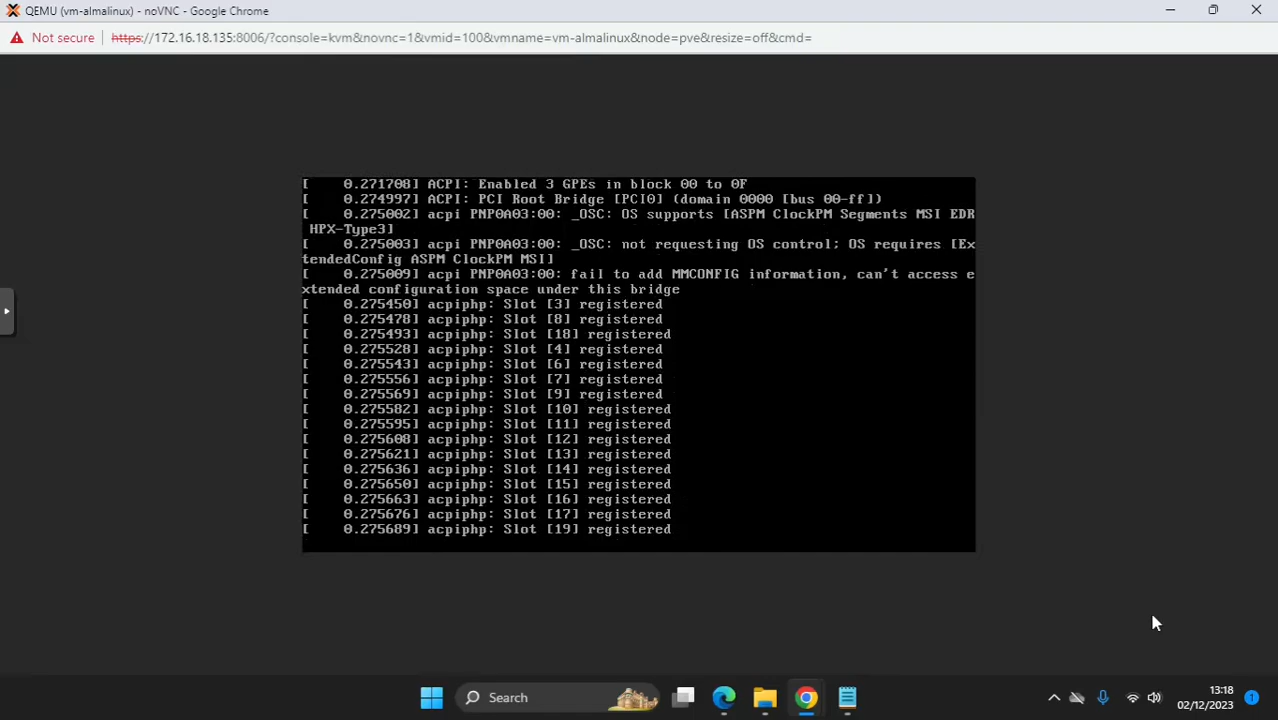 QEMU (vm-almalinux) - noVNC - Google Chrome
Not secure https://172.16.18.135:8006/?console=kvm&novnc=1&vmid=100&vmname=vm-almalinux&node=pve&resize=off&cmd=
[    0.271708] ACPI: Enabled 3 GPEs in block 00 to 0F
[    0.274997] ACPI: PCI Root Bridge [PCI0] (domain 0000 [bus 00-ff])
[    0.275002] acpi PNP0A03:00: _OSC: OS supports [ASPM ClockPM Segments MSI EDR
 HPX-Type3]
[    0.275003] acpi PNP0A03:00: _OSC: not requesting OS control; OS requires [Ex
tendedConfig ASPM ClockPM MSI]
[    0.275009] acpi PNP0A03:00: fail to add MMCONFIG information, can't access e
xtended configuration space under this bridge
[    0.275450] acpiphp: Slot [3] registered
[    0.275478] acpiphp: Slot [8] registered
[    0.275493] acpiphp: Slot [18] registered
[    0.275528] acpiphp: Slot [4] registered
[    0.275543] acpiphp: Slot [6] registered
[    0.275556] acpiphp: Slot [7] registered
[    0.275569] acpiphp: Slot [9] registered
[    0.275582] acpiphp: Slot [10] registered
[    0.275595] acpiphp: Slot [11] registered
[    0.275608] acpiphp: Slot [12] registered
[    0.275621] acpiphp: Slot [13] registered
[    0.275636] acpiphp: Slot [14] registered
[    0.275650] acpiphp: Slot [15] registered
[    0.275663] acpiphp: Slot [16] registered
[    0.275676] acpiphp: Slot [17] registered
[    0.275689] acpiphp: Slot [19] registered
Search
13:18
02/12/2023
1